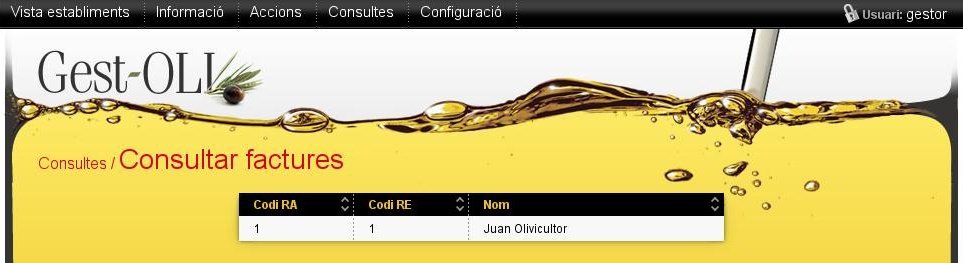 Vista establiments Informació Accions Consultes Configuració Usuari: gestor
Gest-OLI
Consultes / Consultar factures
Codi RA Codi RE Nom
1 1 Juan Olivicultor